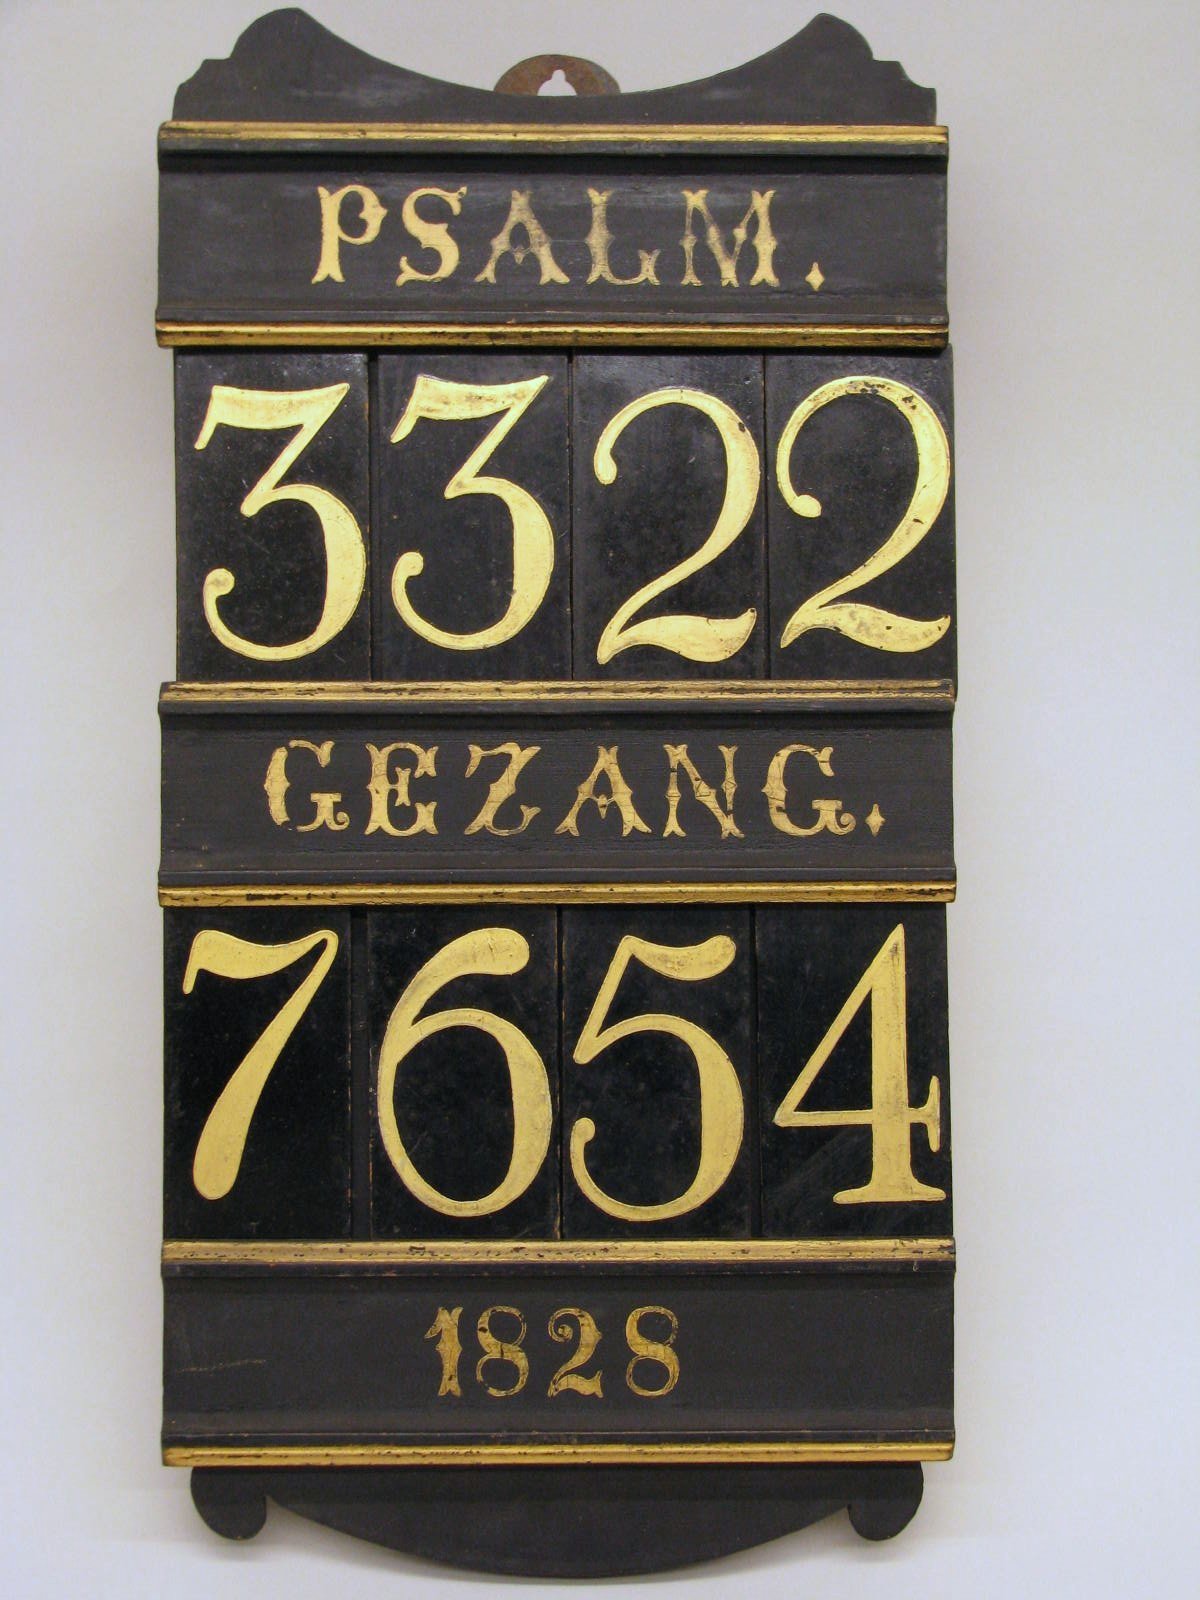 PSALM.
3322
GEZANG.
7654
1828